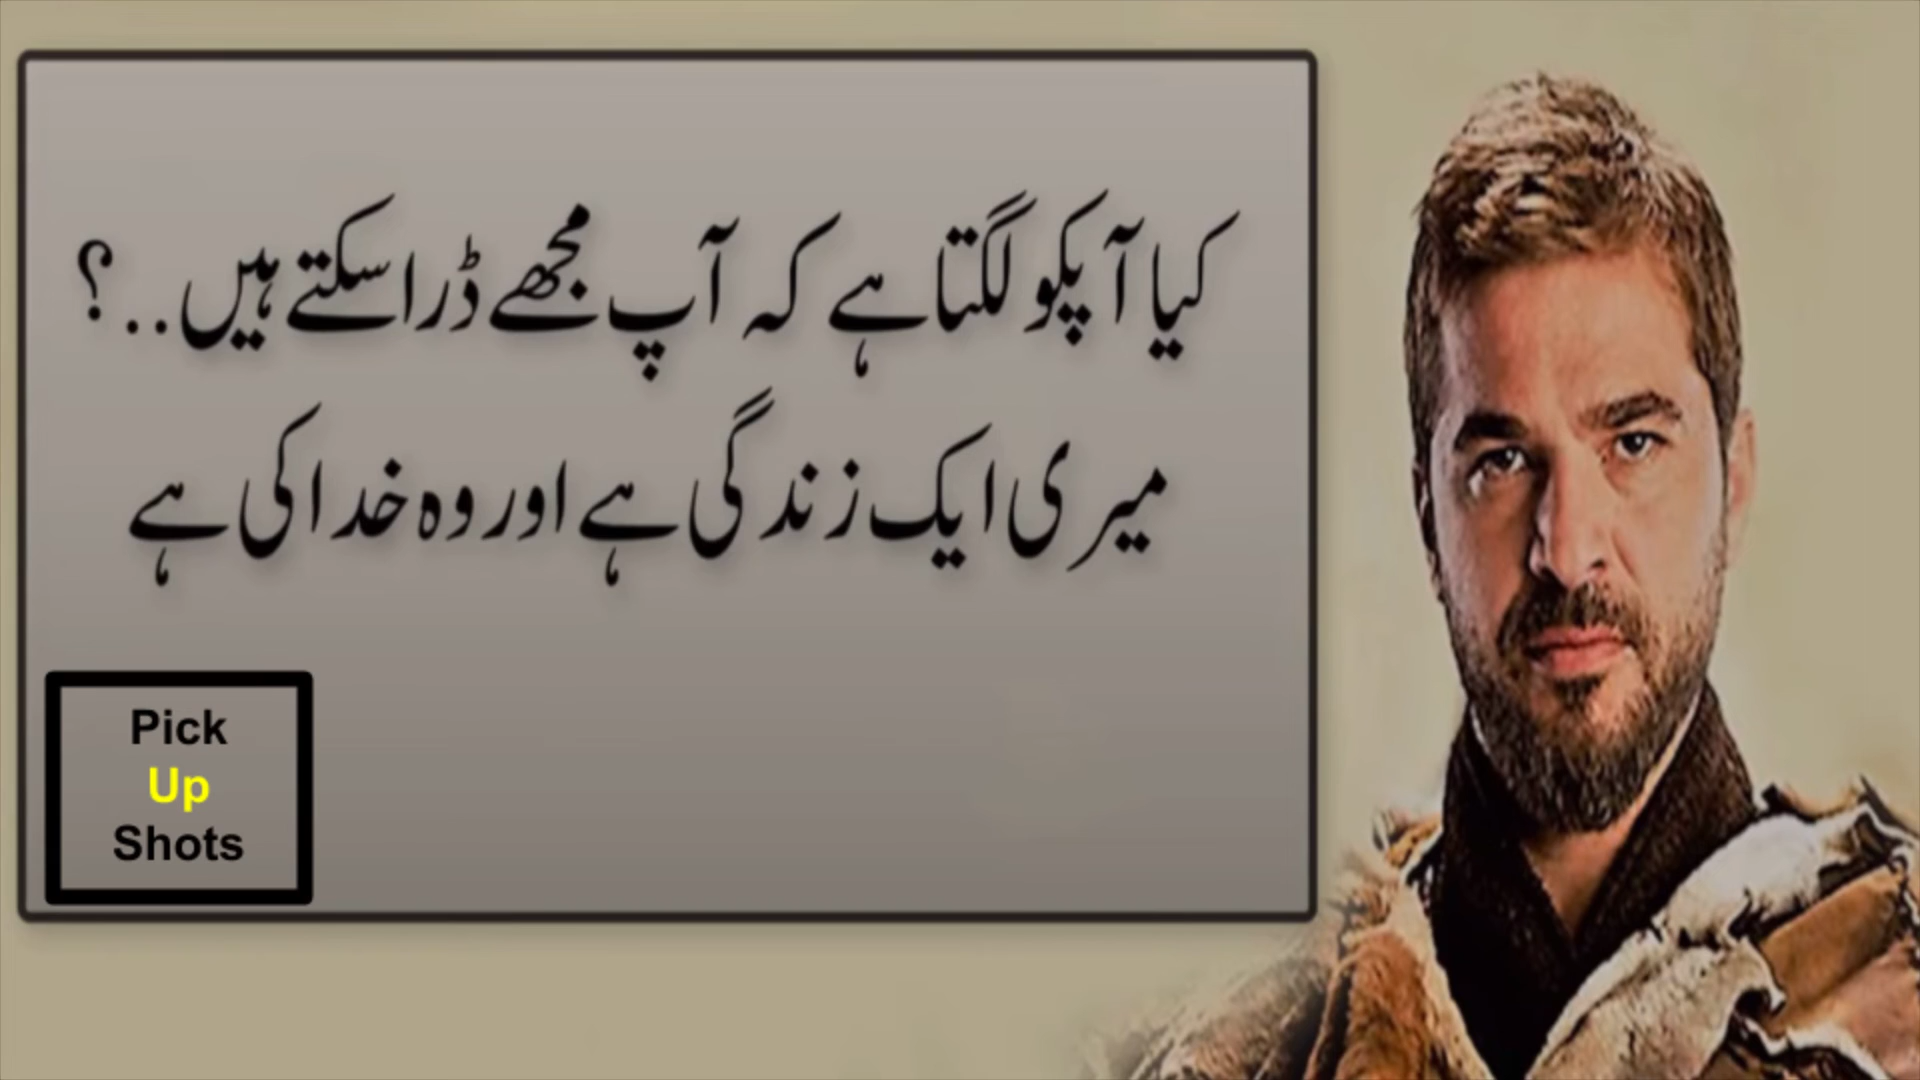 کیا آپکو لگتا ہے کہ آپ مجھے ڈرا سکتے ہیں..؟
میری ایک زندگی ہے اور وہ خدا کی ہے
Pick
Up
Shots